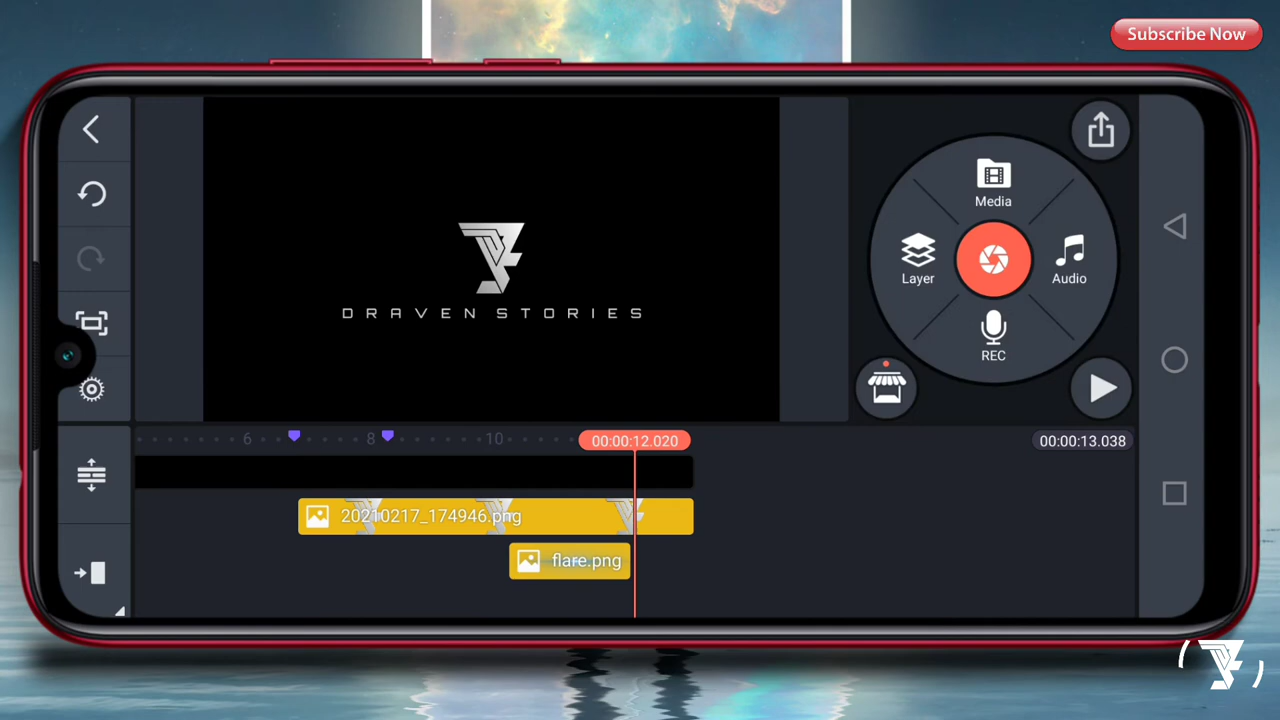 Subscribe Now
Media
Layer
Audio
REC
DRAVEN STORIES
6
8
10
00:00:12.020
00:00:13.038
20210217_174946.png
flare.png